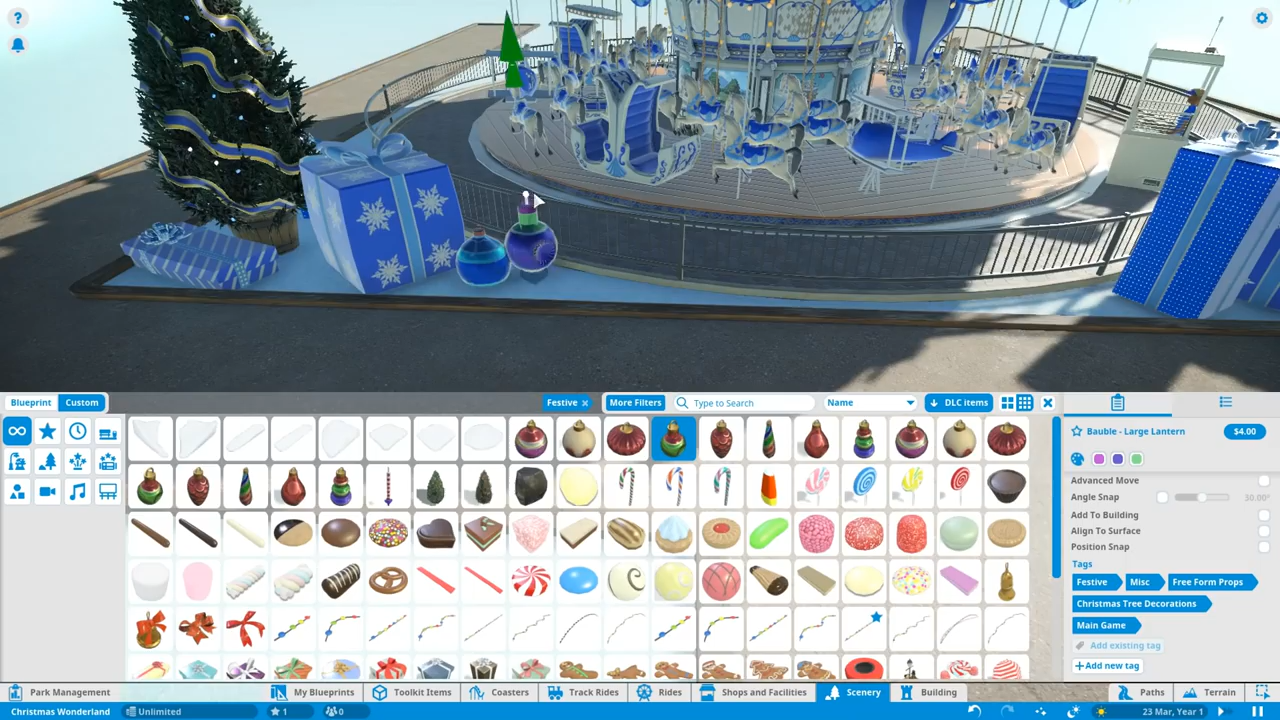 ?
Blueprint Custom
Festive × More Filters Type to Search Name DLC items
Bauble - Large Lantern $4.00
Advanced Move
Angle Snap 30.00°
Add To Building
Align To Surface
Position Snap
Tags
Festive Misc Free Form Props
Christmas Tree Decorations
Main Game
Add existing tag
+Add new tag
Park Management My Blueprints Toolkit Items Coasters Track Rides Rides Shops and Facilities Scenery Building Paths Terrain
Christmas Wonderland Unlimited 1 0 23 Mar, Year 1